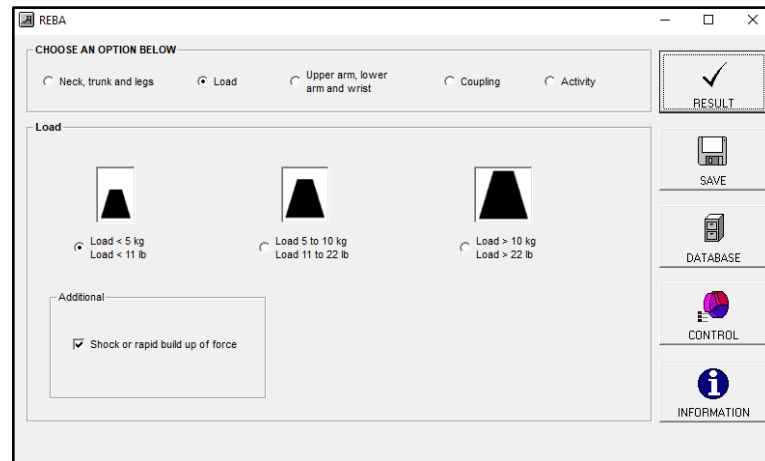 REBA
CHOOSE AN OPTION BELOW
Neck, trunk and legs
Load
Upper arm, lower
arm and wrist
Coupling
Activity
RESULT
Load
SAVE
Load < 5 kg
Load < 11 lb
Load 5 to 10 kg
Load 11 to 22 lb
Load > 10 kg
Load > 22 lb
DATABASE
Additional
Shock or rapid build up of force
CONTROL
INFORMATION